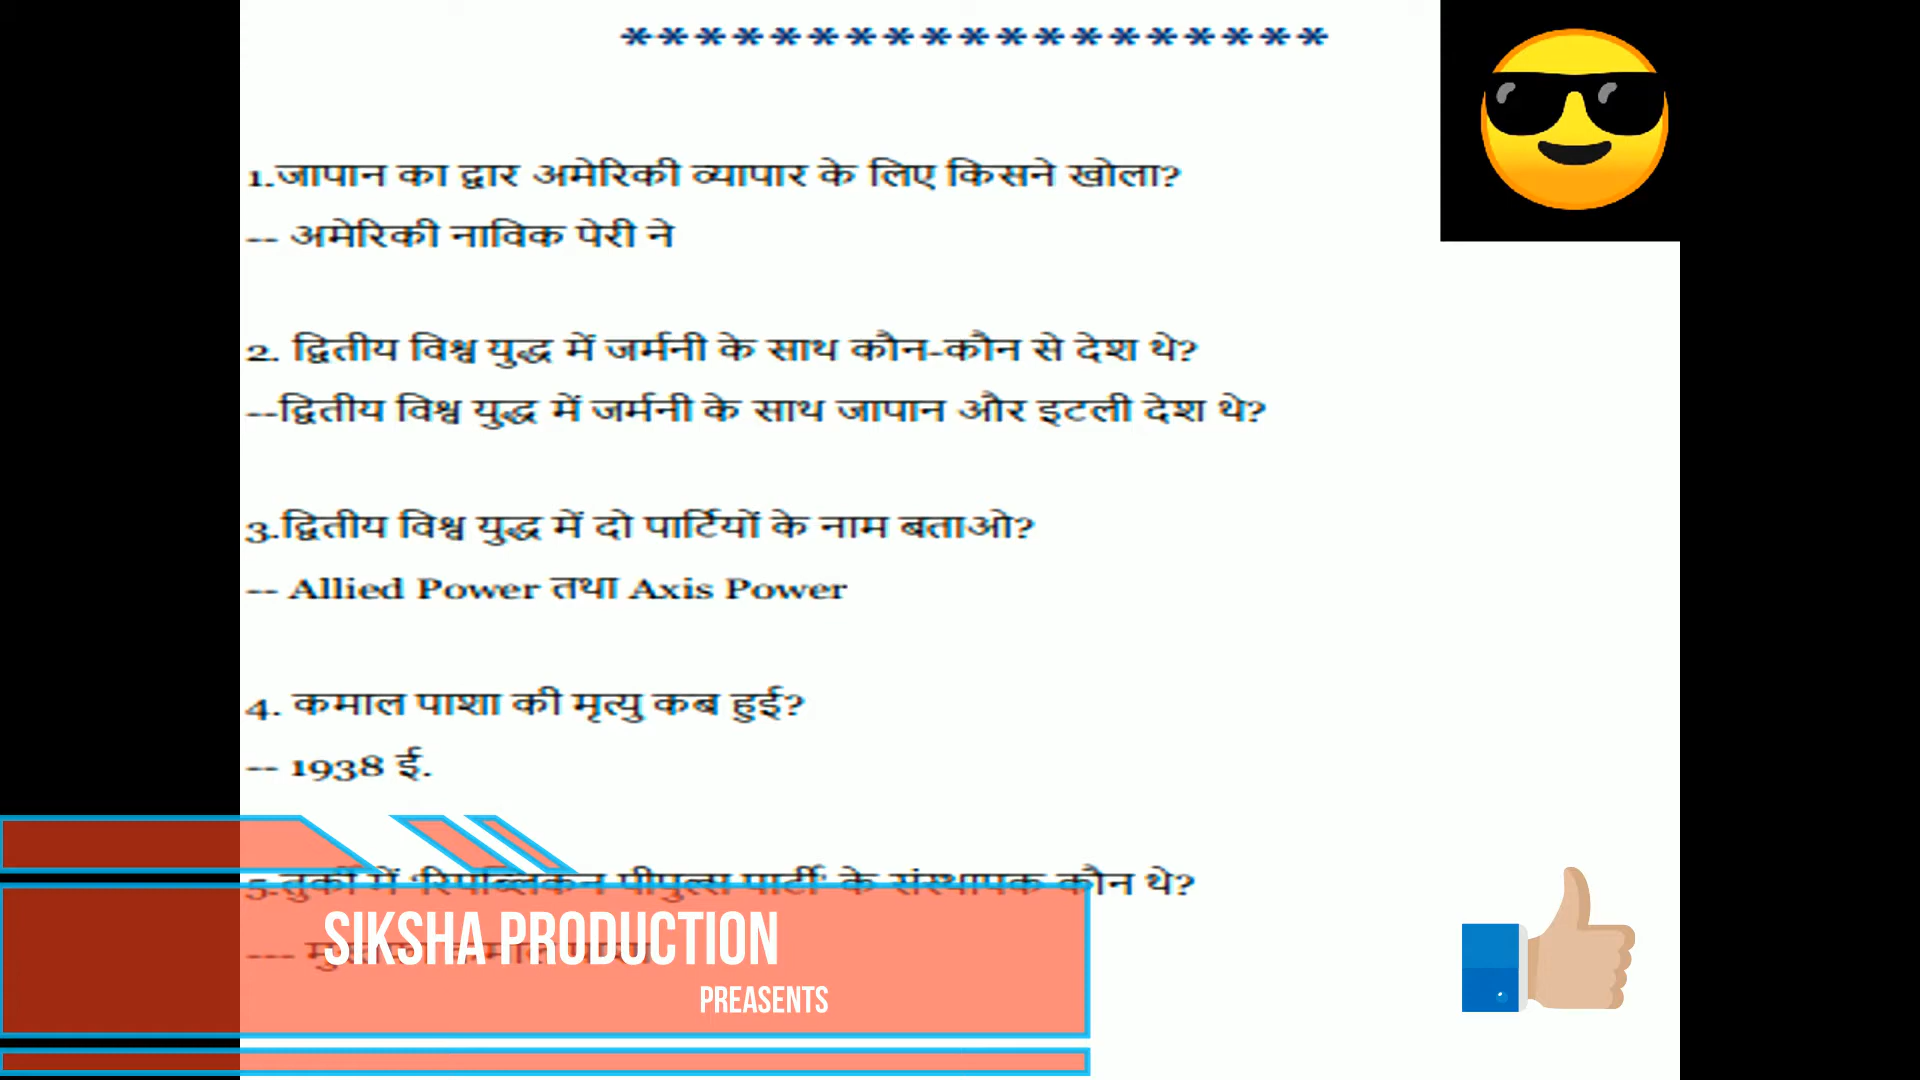 *******************
1.जापान का द्वार अमेरिकी व्यापार के लिए किसने खोला?
-- अमेरिकी नाविक पेरी ने
2. द्वितीय विश्व युद्ध में जर्मनी के साथ कौन-कौन से देश थे?
--द्वितीय विश्व युद्ध में जर्मनी के साथ जापान और इटली देश थे?
3.द्वितीय विश्व युद्ध में दो पार्टियों के नाम बताओ?
-- Allied Power तथा Axis Power
4. कमाल पाशा की मृत्यु कब हुई?
-- 1938 ई.
5.तुर्की में 'रिपब्लिकन पीपुल्स पार्टी' के संस्थापक कौन थे?
---
SIKSHA PRODUCTION
PREASENTS